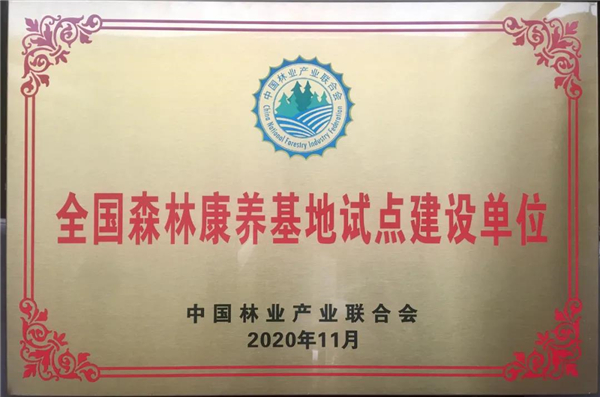 中国林业产业联合会
China National Forestry Industry Federation
全国森林康养基地试点建设单位
中国林业产业联合会
2020年11月